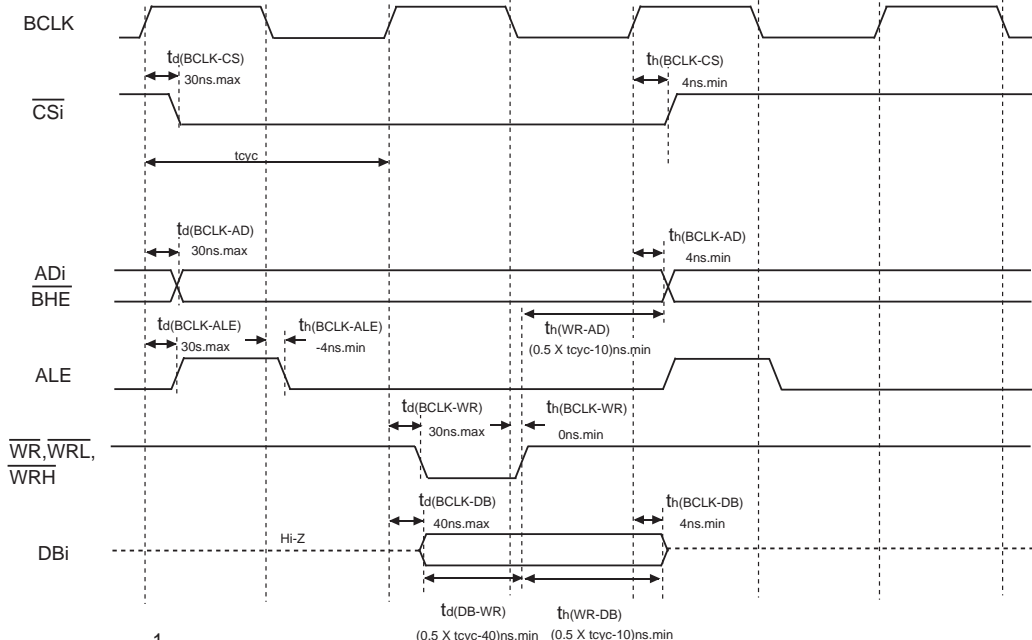 BCLK
td(BCLK-CS)
30ns.max
th(BCLK-CS)
4ns.min
CSi
tcyc
td(BCLK-AD)
30ns.max
th(BCLK-AD)
4ns.min
ADi
BHE
td(BCLK-ALE)
30s.max
th(BCLK-ALE)
-4ns.min
th(WR-AD)
(0.5 X tcyc-10)ns.min
ALE
td(BCLK-WR)
30ns.max
th(BCLK-WR)
0ns.min
WR,WRL,
WRH
td(BCLK-DB)
40ns.max
th(BCLK-DB)
4ns.min
DBi
Hi-Z
td(DB-WR)
(0.5 X tcyc-40)ns.min
th(WR-DB)
(0.5 X tcyc-10)ns.min
1